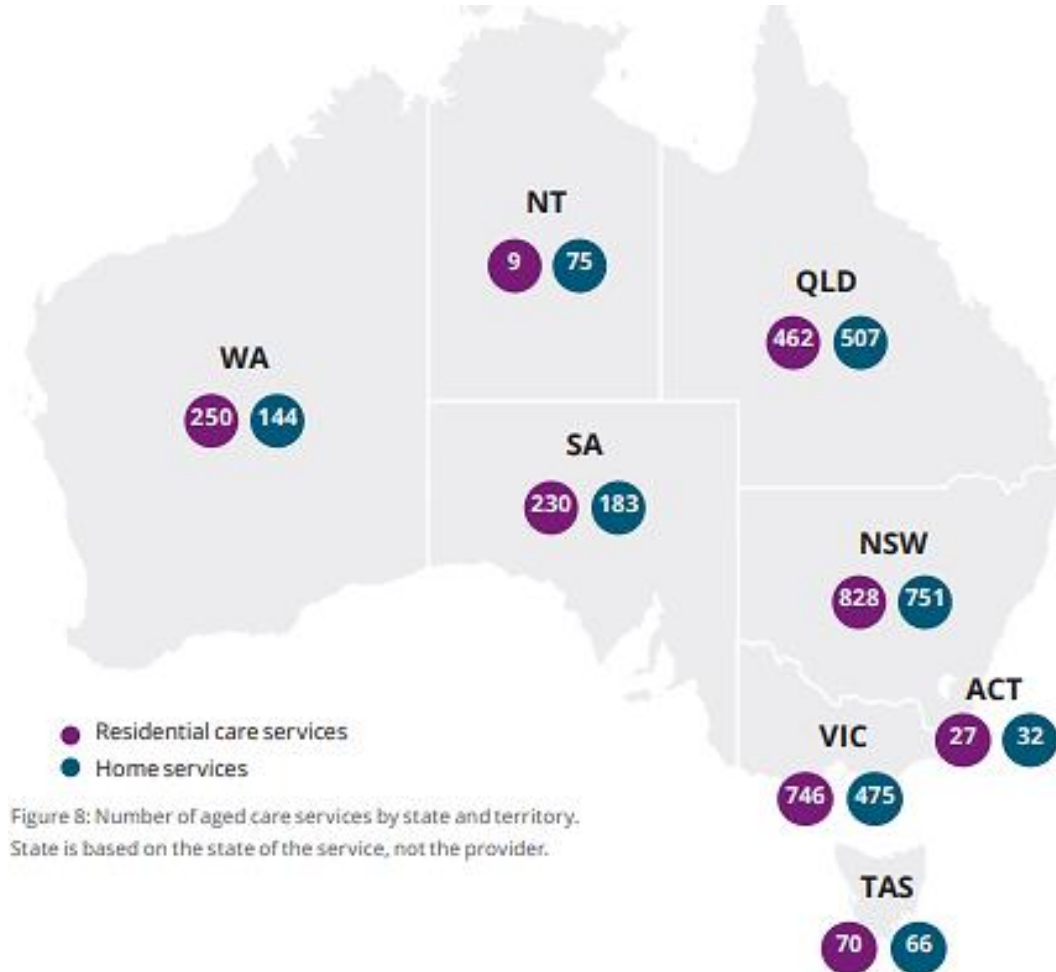 NT
9 75
QLD
462 507
WA
250 144
SA
230 183
NSW
828 751
ACT
27 32
VIC
746 475
TAS
70 66
Residential care services
Home services
Figure 8: Number of aged care services by state and territory.
State is based on the state of the service, not the provider.